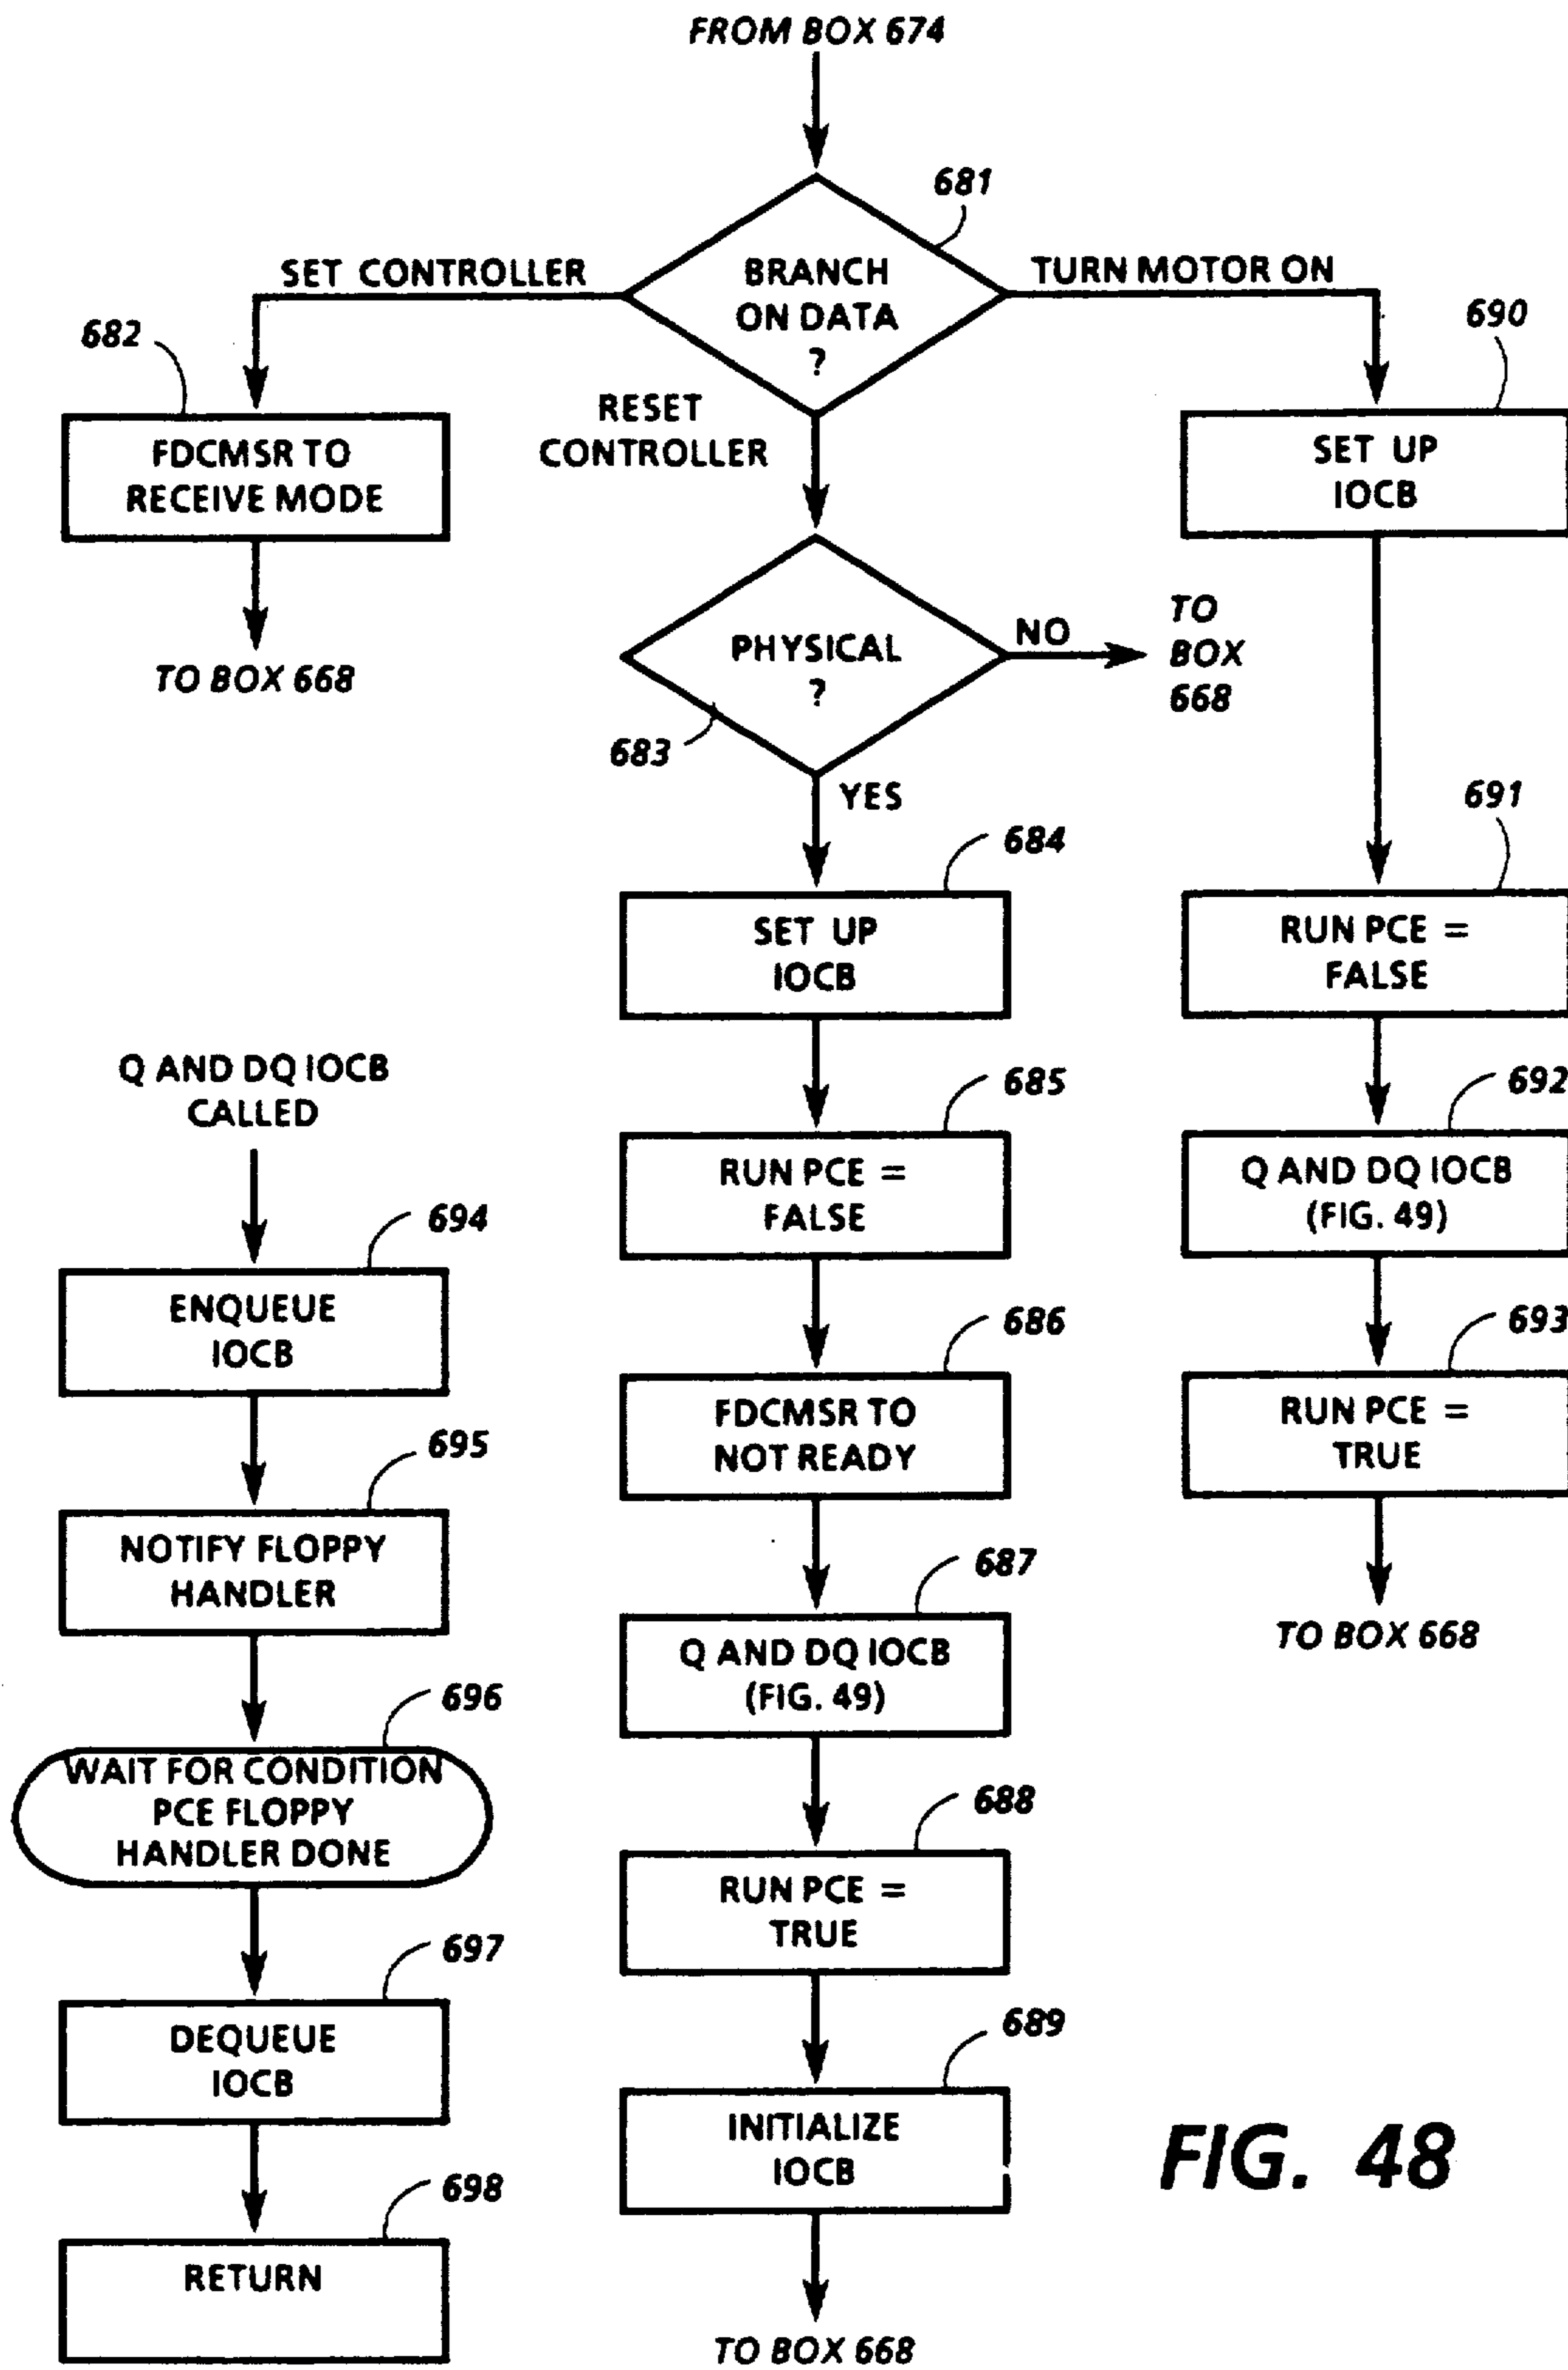 FROM BOX 674
681
BRANCH
ON DATA
?
SET CONTROLLER
TURN MOTOR ON
RESET
CONTROLLER
682
FDCMSR TO
RECEIVE MODE
TO BOX 668
683
PHYSICAL
?
NO
TO
BOX
668
YES
684
SET UP
IOCB
685
RUN PCE =
FALSE
686
FDCMSR TO
NOT READY
687
Q AND DQ IOCB
(FIG. 49)
688
RUN PCE =
TRUE
689
INITIALIZE
IOCB
TO BOX 668
690
SET UP
IOCB
691
RUN PCE =
FALSE
692
Q AND DQ IOCB
(FIG. 49)
693
RUN PCE =
TRUE
TO BOX 668
Q AND DQ IOCB
CALLED
694
ENQUEUE
IOCB
695
NOTIFY FLOPPY
HANDLER
696
WAIT FOR CONDITION
PCE FLOPPY
HANDLER DONE
697
DEQUEUE
IOCB
698
RETURN
FIG. 48